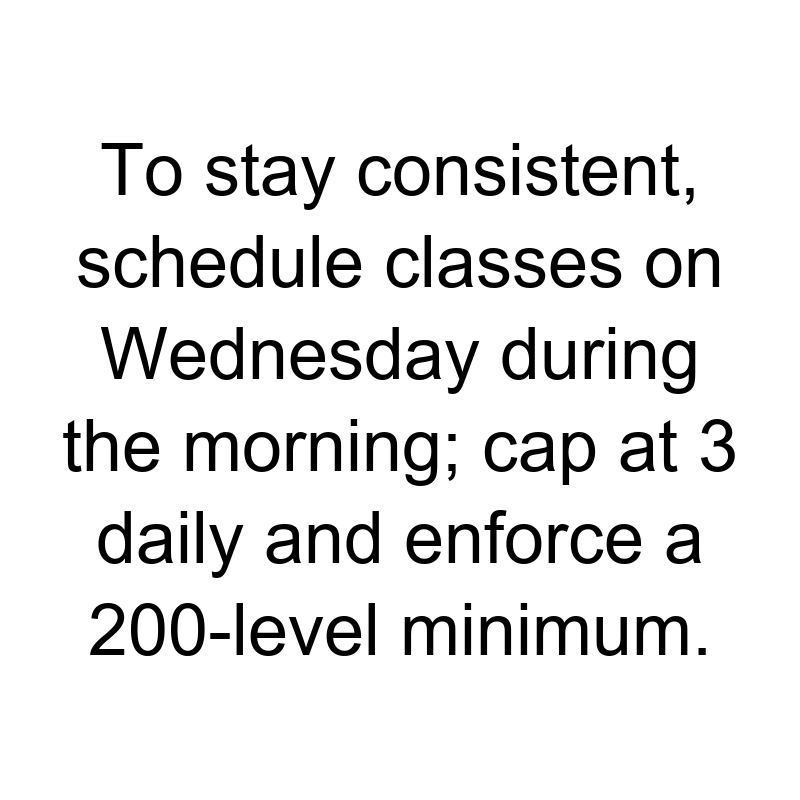 To stay consistent,
schedule classes on
Wednesday during
the morning; cap at 3
daily and enforce a
200-level minimum.